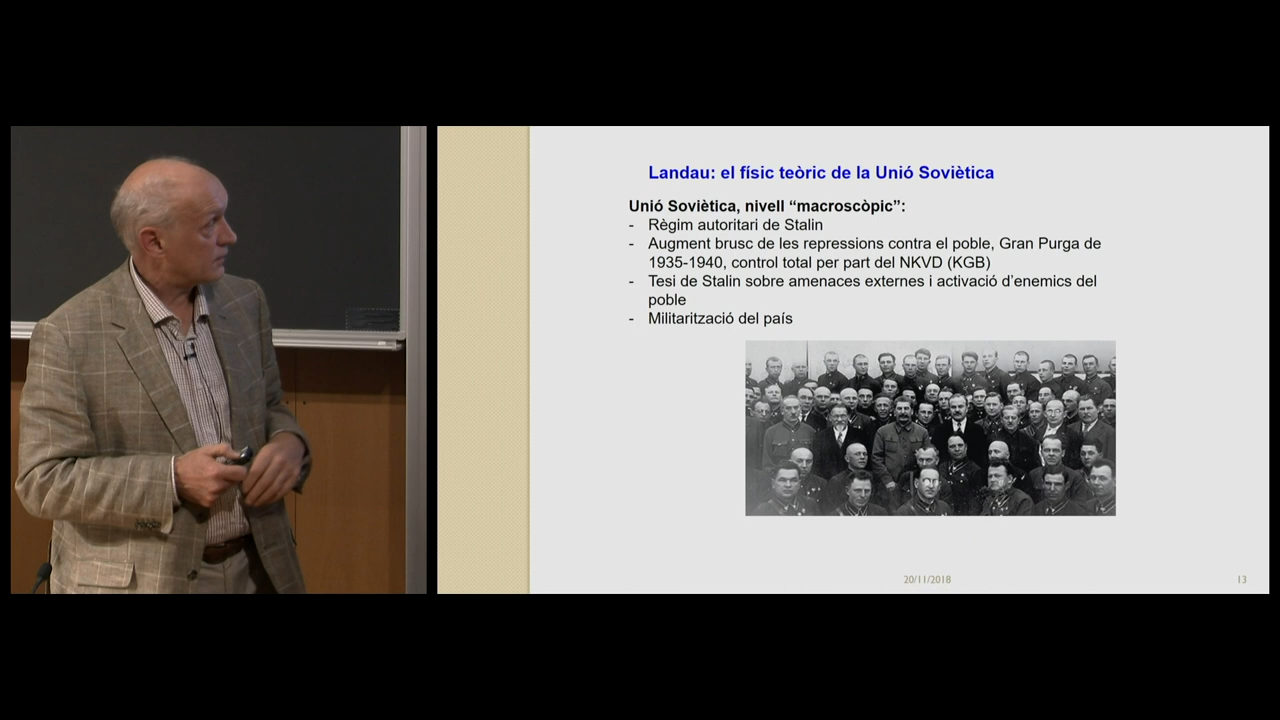 Landau: el físic teòric de la Unió Soviètica
Unió Soviètica, nivell “macroscòpic”:
- Règim autoritari de Stalin
- Augment brusc de les repressions contra el poble, Gran Purga de
1935-1940, control total per part del NKVD (KGB)
- Tesi de Stalin sobre amenaces externes i activació d’enemics del
poble
- Militarització del país
20/11/2018
13